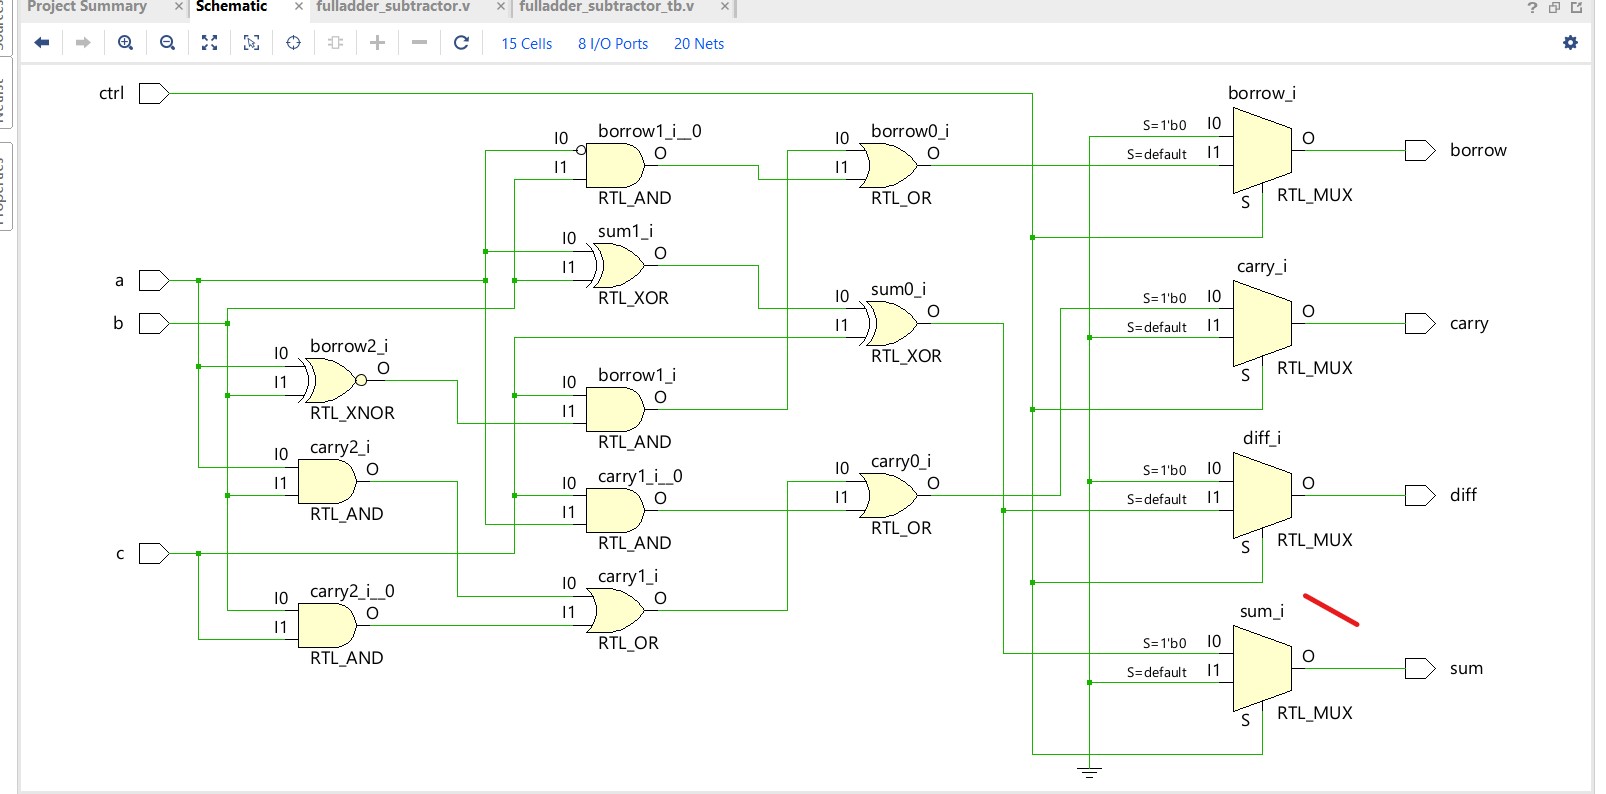 Project Summary × Schematic × fulladder_subtractor.v × fulladder_subtractor_tb.v ×
15 Cells 8 I/O Ports 20 Nets
ctrl
a
b
c
borrow2_i
I0
I1
O
RTL_XNOR
carry2_i
I0
I1
O
RTL_AND
carry2_i__0
I0
I1
O
RTL_AND
borrow1_i__0
I0
I1
O
RTL_AND
sum1_i
I0
I1
O
RTL_XOR
borrow1_i
I0
I1
O
RTL_AND
carry1_i__0
I0
I1
O
RTL_AND
carry1_i
I0
I1
O
RTL_OR
borrow0_i
I0
I1
O
RTL_OR
sum0_i
I0
I1
O
RTL_XOR
carry0_i
I0
I1
O
RTL_OR
borrow_i
S=1'b0 I0
S=default I1
O
S
RTL_MUX
borrow
carry_i
S=1'b0 I0
S=default I1
O
S
RTL_MUX
carry
diff_i
S=1'b0 I0
S=default I1
O
S
RTL_MUX
diff
sum_i
S=1'b0 I0
S=default I1
O
S
RTL_MUX
sum